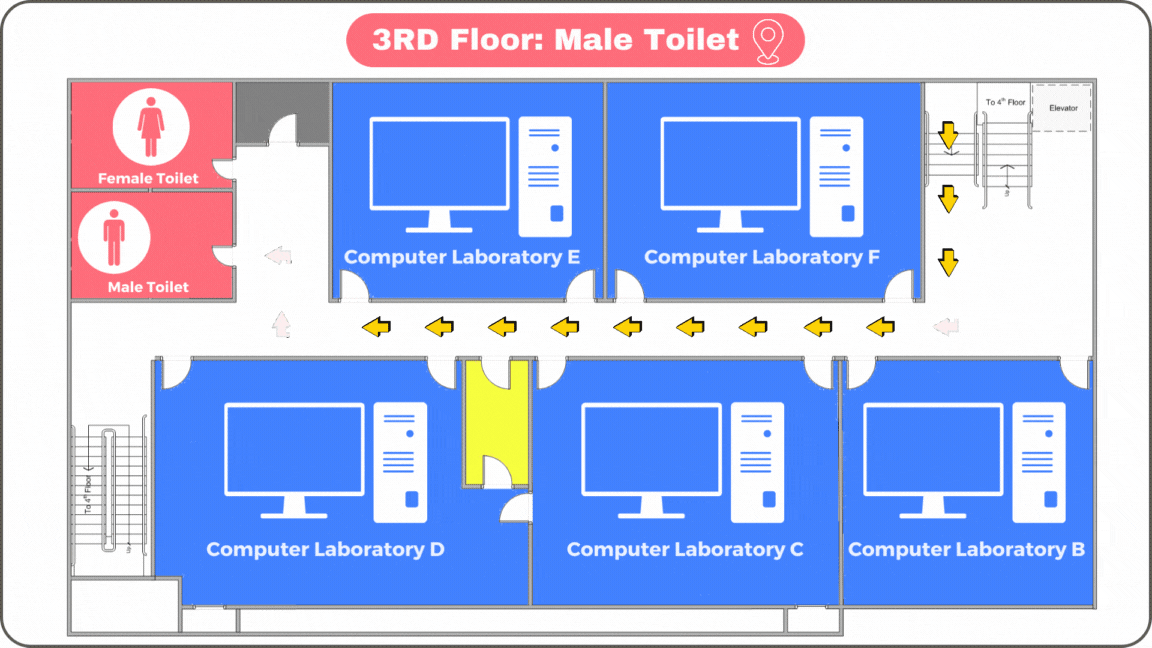 3RD Floor: Male Toilet
To 4th Floor
Elevator
Female Toilet
Up
Male Toilet
Computer Laboratory E
Computer Laboratory F
To 4th Floor
Up
Computer Laboratory D
Computer Laboratory C
Computer Laboratory B